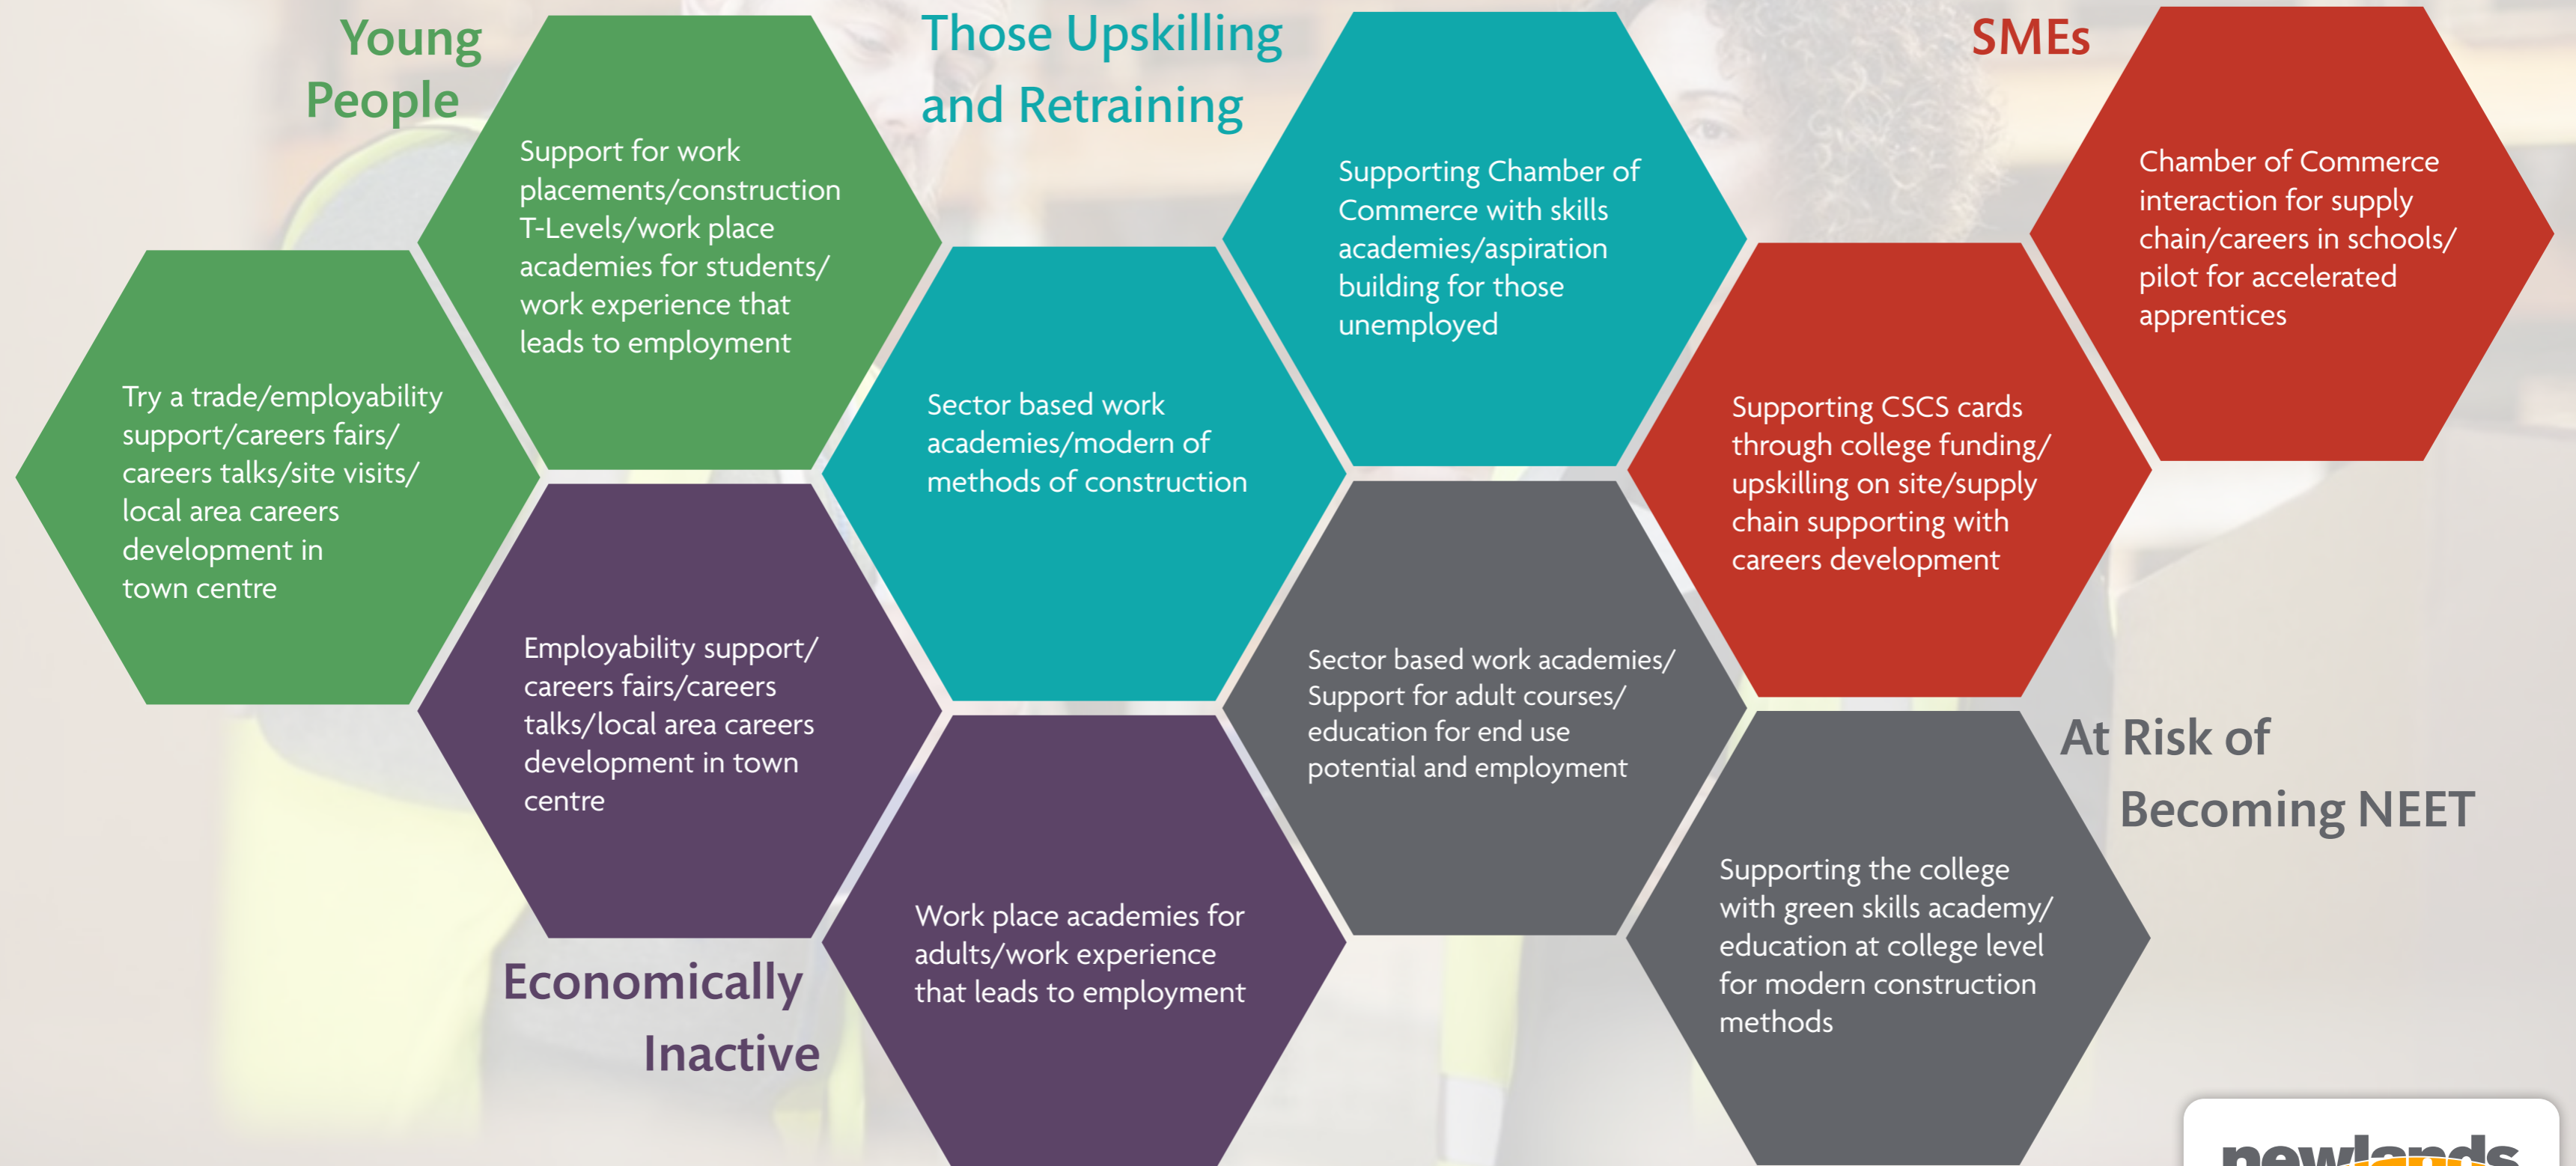 Young
People
Support for work
placements/construction
T-Levels/work place
academies for students/
work experience that
leads to employment
Try a trade/employability
support/careers fairs/
careers talks/site visits/
local area careers
development in
town centre
Those Upskilling
and Retraining
Supporting Chamber of
Commerce with skills
academies/aspiration
building for those
unemployed
Sector based work
academies/modern of
methods of construction
SMEs
Chamber of Commerce
interaction for supply
chain/careers in schools/
pilot for accelerated
apprentices
Supporting CSCS cards
through college funding/
upskilling on site/supply
chain supporting with
careers development
Employability support/
careers fairs/careers
talks/local area careers
development in town
centre
Economically
Inactive
Work place academies for
adults/work experience
that leads to employment
Sector based work academies/
Support for adult courses/
education for end use
potential and employment
At Risk of
Becoming NEET
Supporting the college
with green skills academy/
education at college level
for modern construction
methods
newlands